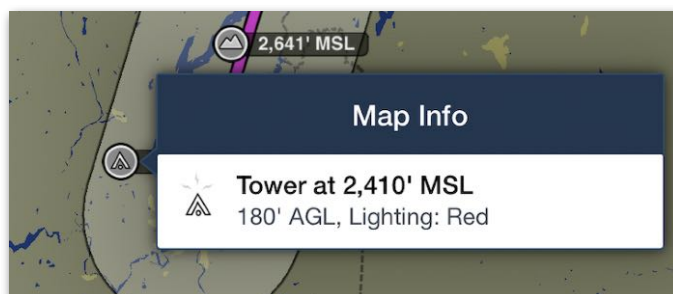 2,641' MSL
Map Info
Tower at 2,410' MSL
180' AGL, Lighting: Red